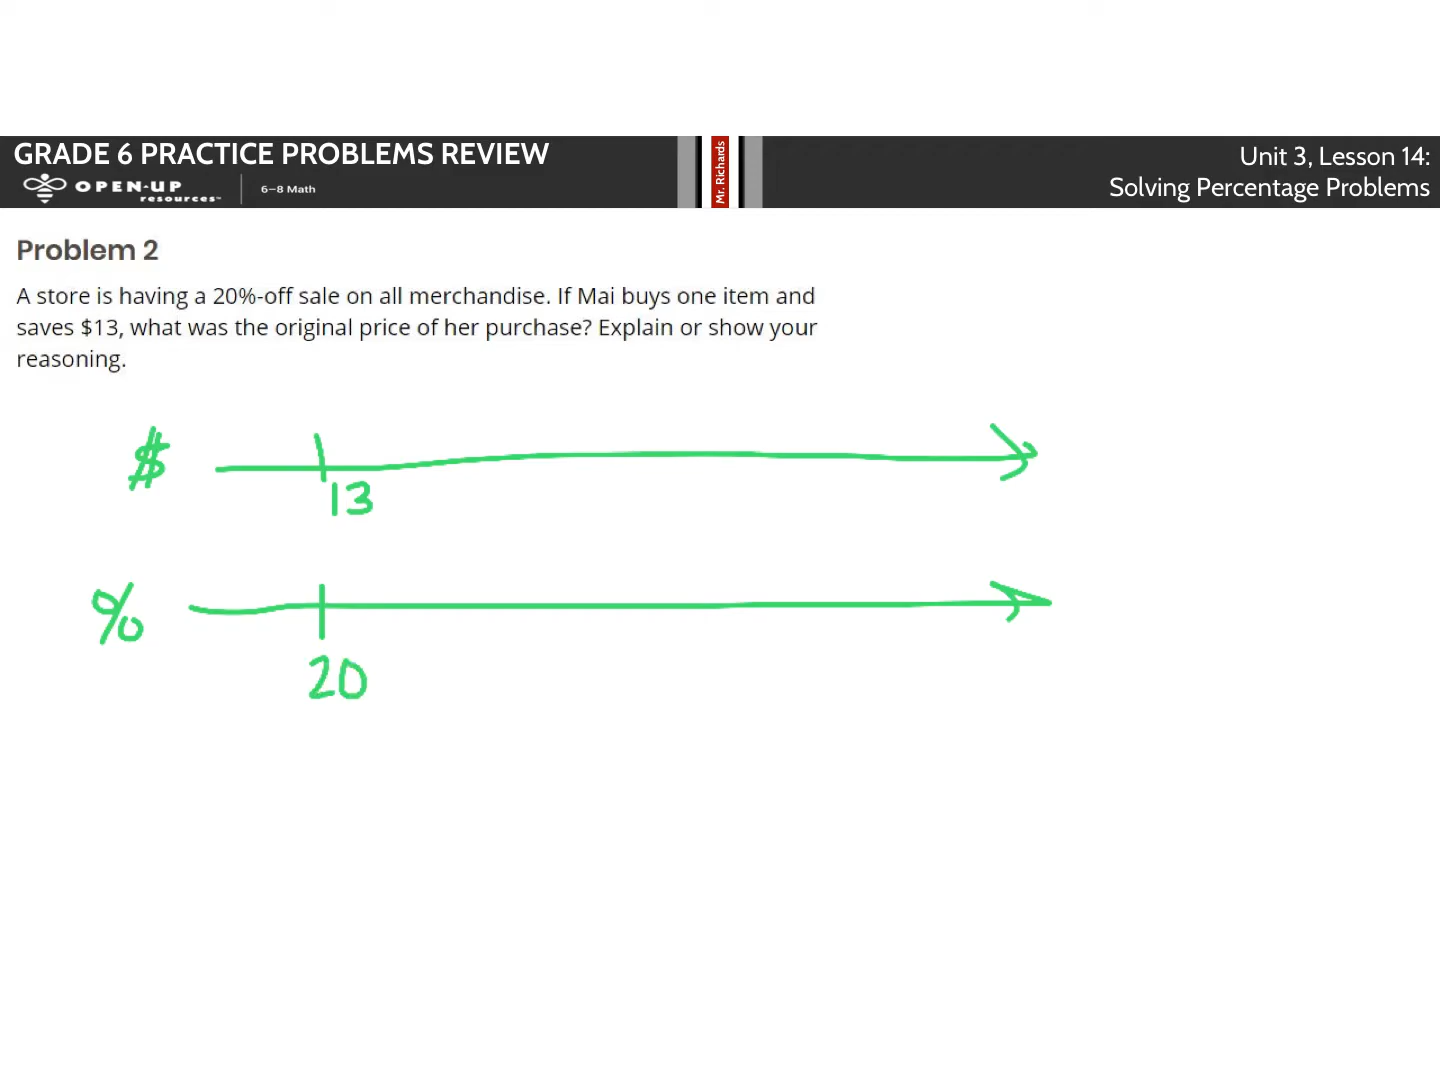 GRADE 6 PRACTICE PROBLEMS REVIEW
OPEN-UP
resources™
6–8 Math
Mr. Richards
Unit 3, Lesson 14:
Solving Percentage Problems
Problem 2
A store is having a 20%-off sale on all merchandise. If Mai buys one item and
saves $13, what was the original price of her purchase? Explain or show your
reasoning.
$
13
%
20